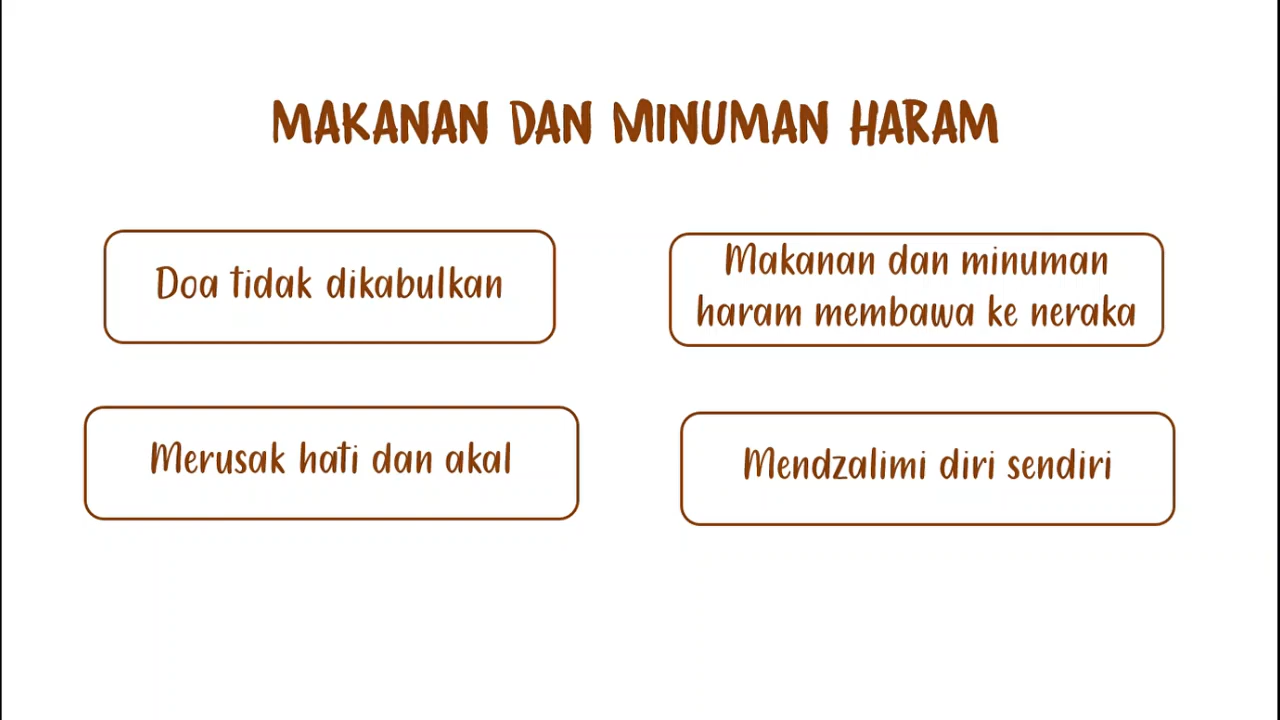 MAKANAN DAN MINUMAN HARAM
Doa tidak dikabulkan
Makanan dan minuman
haram membawa ke neraka
Merusak hati dan akal
Mendzalimi diri sendiri